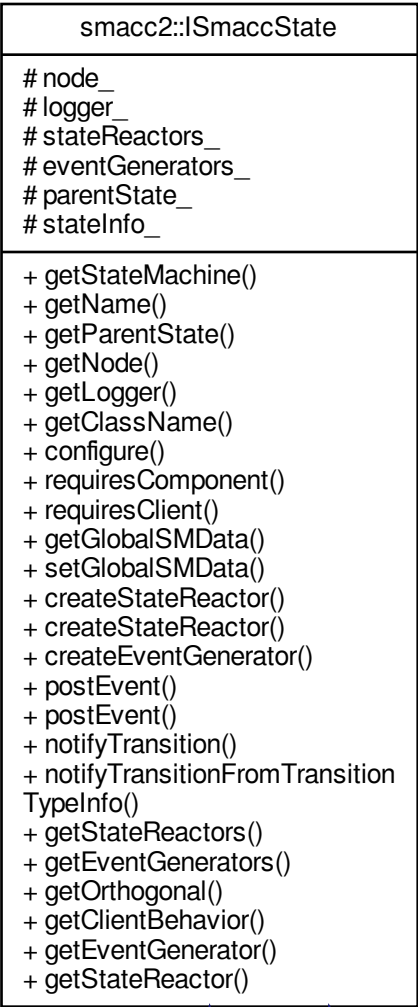 smacc2::ISmaccState
# node_
# logger_
# stateReactors_
# eventGenerators_
# parentState_
# stateInfo_
+ getStateMachine()
+ getName()
+ getParentState()
+ getNode()
+ getLogger()
+ getClassName()
+ configure()
+ requiresComponent()
+ requiresClient()
+ getGlobalSMData()
+ setGlobalSMData()
+ createStateReactor()
+ createStateReactor()
+ createEventGenerator()
+ postEvent()
+ postEvent()
+ notifyTransition()
+ notifyTransitionFromTransition
TypeInfo()
+ getStateReactors()
+ getEventGenerators()
+ getOrthogonal()
+ getClientBehavior()
+ getEventGenerator()
+ getStateReactor()